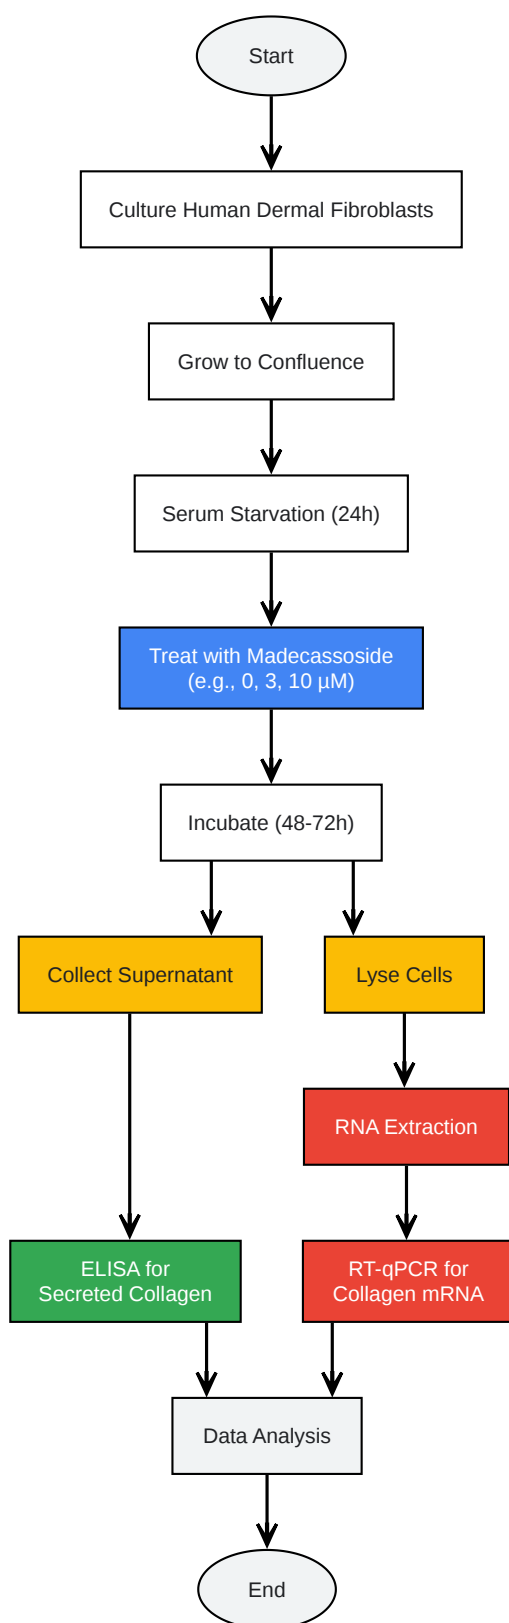 Start
Culture Human Dermal Fibroblasts
Grow to Confluence
Serum Starvation (24h)
Treat with Madecassoside
(e.g., 0, 3, 10 µM)
Incubate (48-72h)
Collect Supernatant
Lyse Cells
RNA Extraction
ELISA for
Secreted Collagen
RT-qPCR for
Collagen mRNA
Data Analysis
End